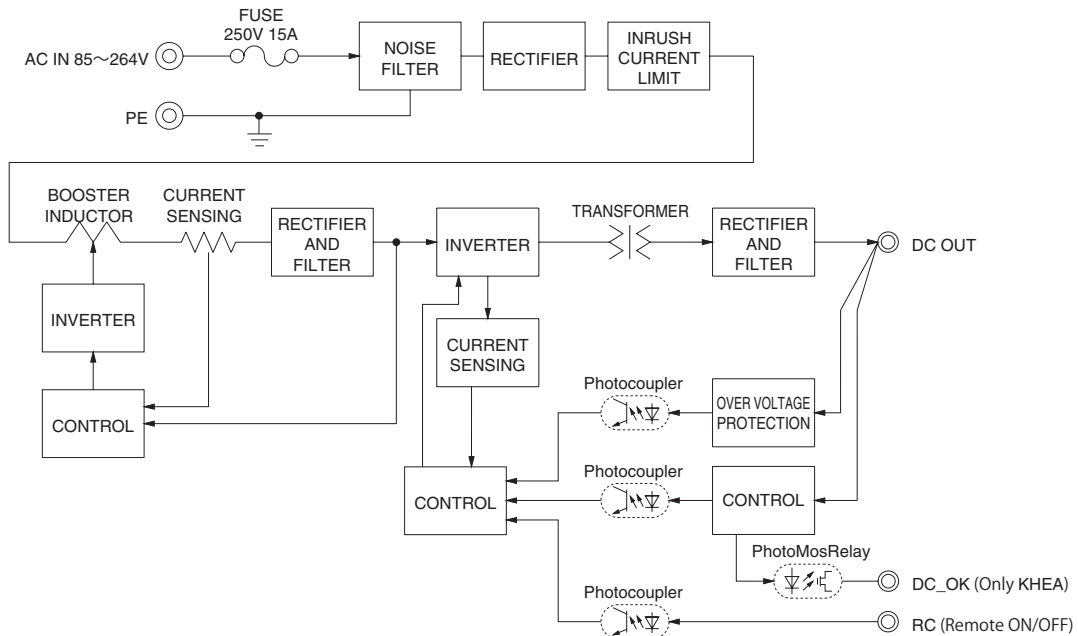 FUSE
250V 15A
AC IN 85～264V
NOISE
FILTER
RECTIFIER
INRUSH
CURRENT
LIMIT
PE
BOOSTER
INDUCTOR
CURRENT
SENSING
RECTIFIER
AND
FILTER
INVERTER
TRANSFORMER
RECTIFIER
AND
FILTER
DC OUT
INVERTER
CURRENT
SENSING
CONTROL
Photocoupler
OVER VOLTAGE
PROTECTION
CONTROL
Photocoupler
CONTROL
PhotoMosRelay
DC_OK (Only KHEA)
Photocoupler
RC (Remote ON/OFF)